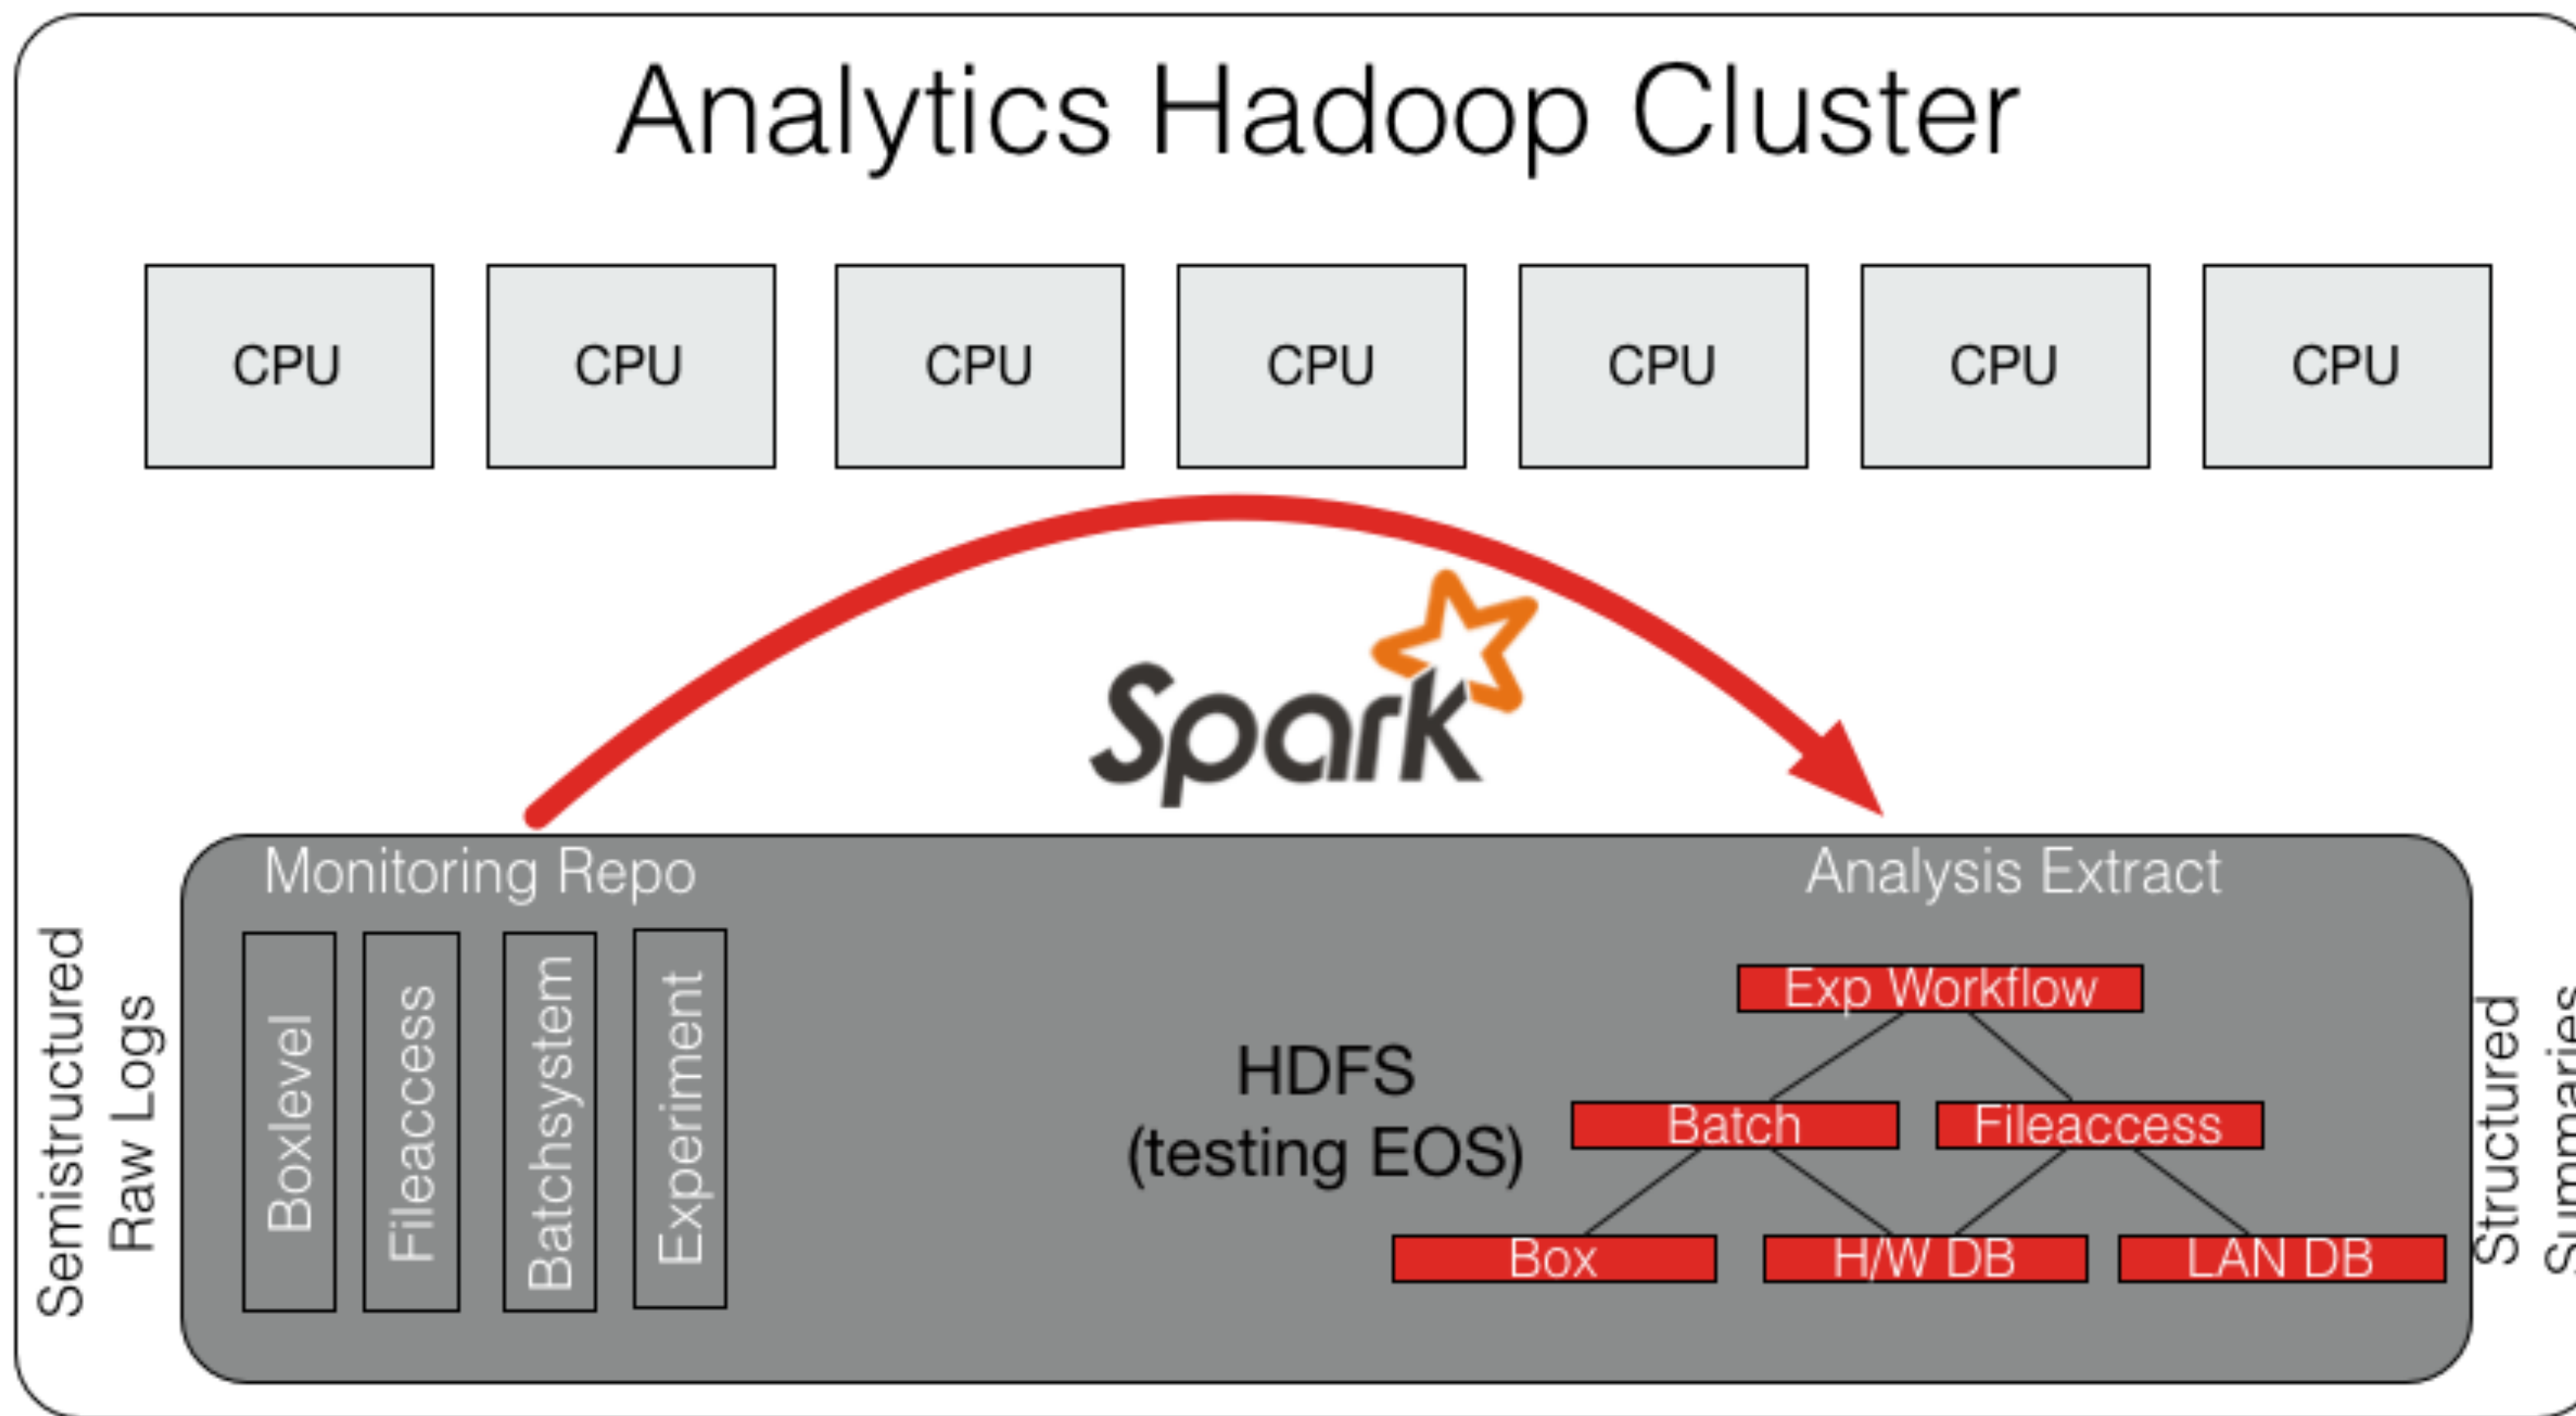 Analytics Hadoop Cluster
CPU
CPU
CPU
CPU
CPU
CPU
CPU
Spark
Monitoring Repo
Analysis Extract
Semistructured
Raw Logs
Boxlevel
Fileaccess
Batchsystem
Experiment
HDFS
(testing EOS)
Exp Workflow
Batch
Fileaccess
Box
H/W DB
LAN DB
Structured
Summaries